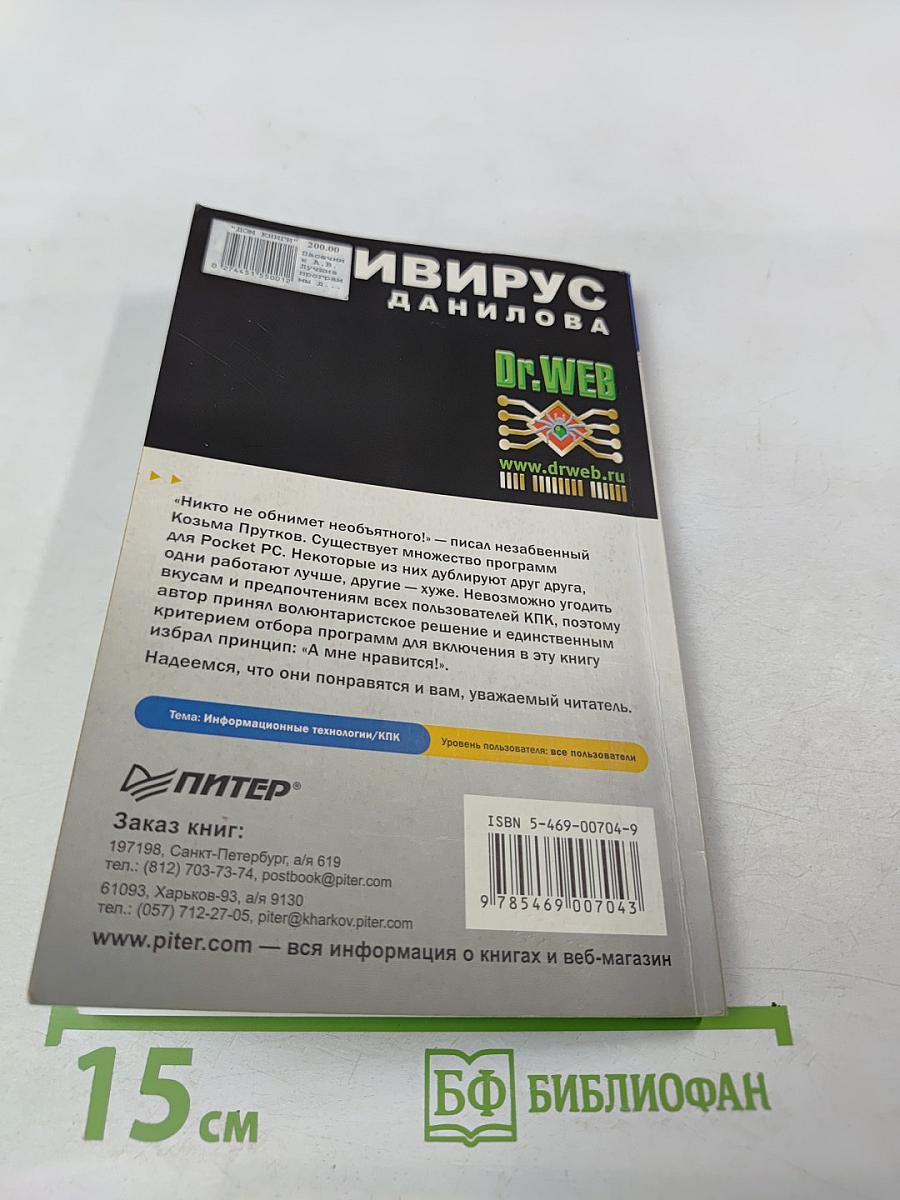 "ДОМ КНИГИ" 200.00
Пасечни
к А.В.
Лучшие
програм
мы д...
ИВИРУС
ДАНИЛОВА
Dr.WEB
www.drweb.ru
«Никто не обнимет необъятного!» — писал незабвенный
Козьма Прутков. Существует множество программ
для Pocket PC. Некоторые из них дублируют друг друга,
одни работают лучше, другие — хуже. Невозможно угодить
вкусам и предпочтениям всех пользователей КПК, поэтому
автор принял волюнтаристское решение и единственным
критерием отбора программ для включения в эту книгу
избрал принцип: «А мне нравится!».
Надеемся, что они понравятся и вам, уважаемый читатель.
Тема: Информационные технологии/КПК
Уровень пользователя: все пользователи
ПИТЕР®
Заказ книг:
197198, Санкт-Петербург, а/я 619
тел.: (812) 703-73-74, postbook@piter.com
61093, Харьков-93, а/я 9130
тел.: (057) 712-27-05, piter@kharkov.piter.com
www.piter.com — вся информация о книгах и веб-магазин
ISBN 5-469-00704-9
9 785469 007043
15 см
БФ БИБЛИОФАН